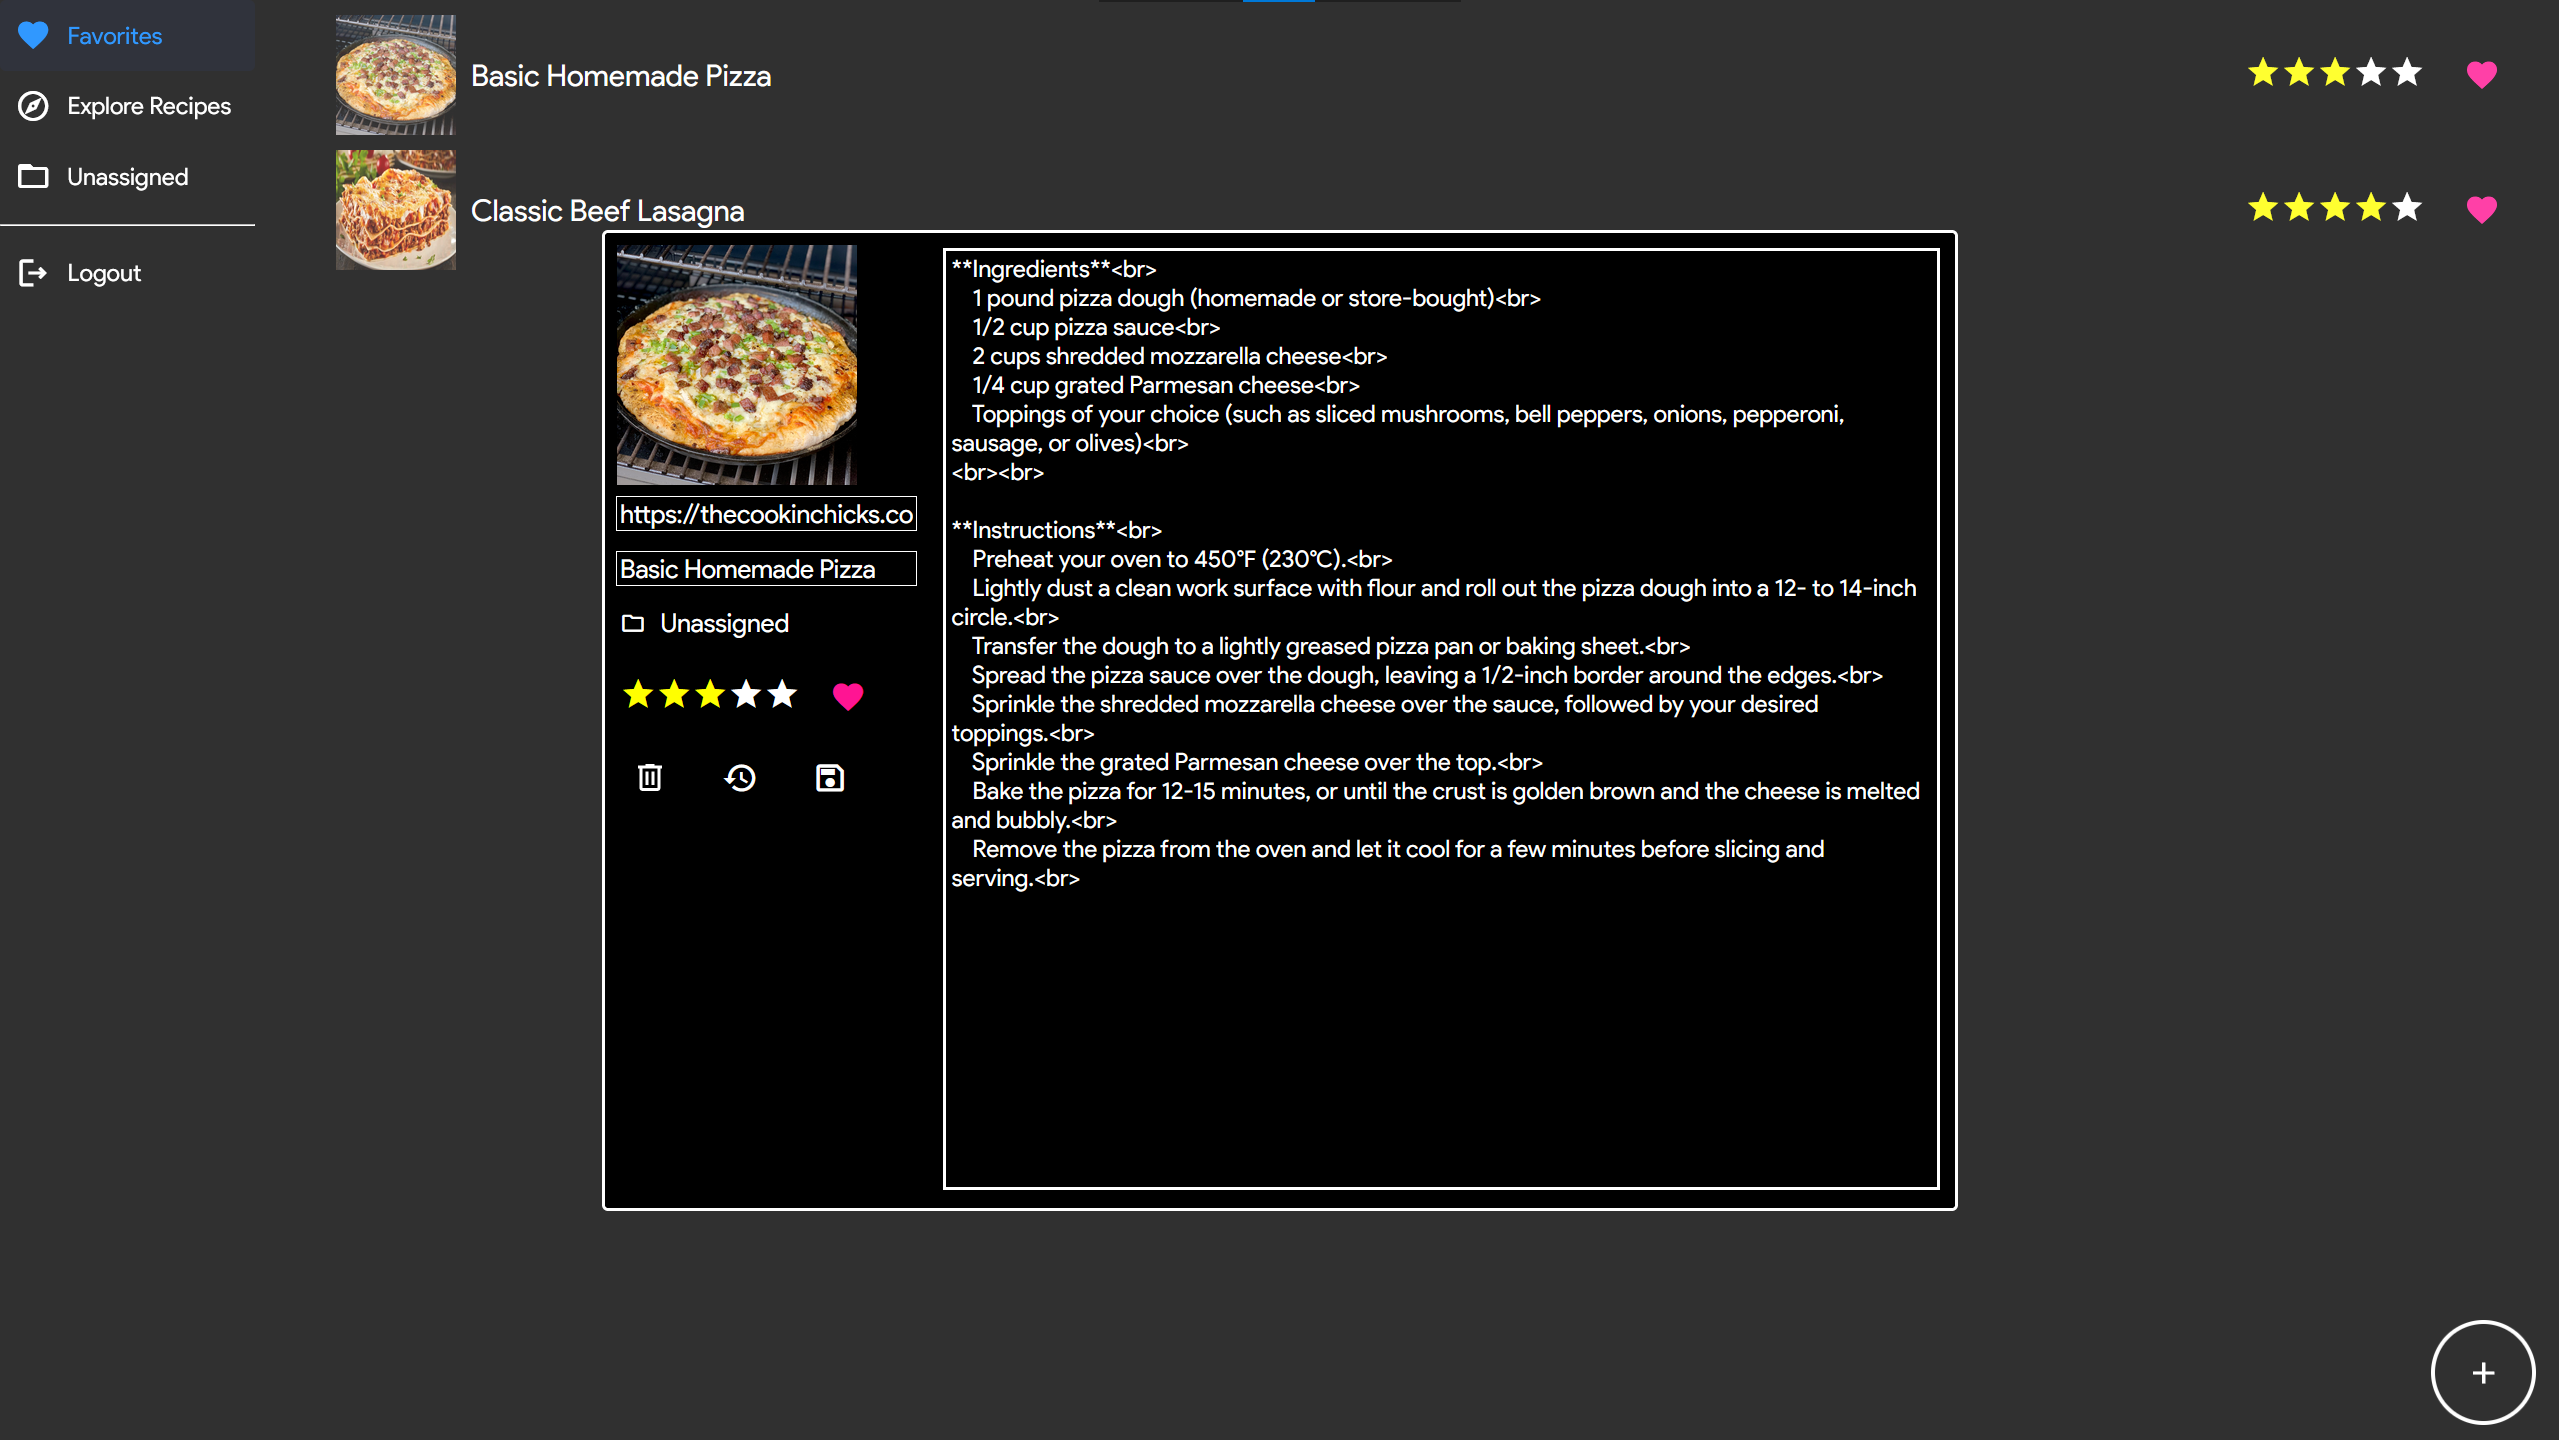 Favorites
Explore Recipes
Unassigned
Logout
Basic Homemade Pizza
Classic Beef Lasagna
https://thecookinchicks.co
Basic Homemade Pizza
Unassigned
**Ingredients**<br>
1 pound pizza dough (homemade or store-bought)<br>
1/2 cup pizza sauce<br>
2 cups shredded mozzarella cheese<br>
1/4 cup grated Parmesan cheese<br>
Toppings of your choice (such as sliced mushrooms, bell peppers, onions, pepperoni,
sausage, or olives)<br>
<br><br>
**Instructions**<br>
Preheat your oven to 450°F (230°C).<br>
Lightly dust a clean work surface with flour and roll out the pizza dough into a 12- to 14-inch
circle.<br>
Transfer the dough to a lightly greased pizza pan or baking sheet.<br>
Spread the pizza sauce over the dough, leaving a 1/2-inch border around the edges.<br>
Sprinkle the shredded mozzarella cheese over the sauce, followed by your desired
toppings.<br>
Sprinkle the grated Parmesan cheese over the top.<br>
Bake the pizza for 12-15 minutes, or until the crust is golden brown and the cheese is melted
and bubbly.<br>
Remove the pizza from the oven and let it cool for a few minutes before slicing and
serving.<br>
+